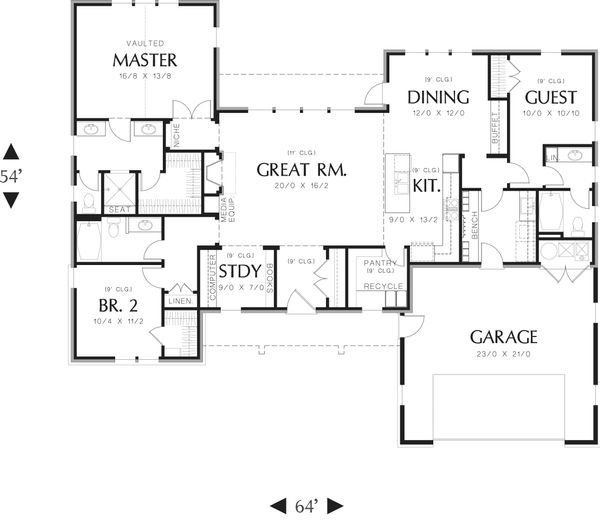 VAULTED
MASTER
16/8 X 13/8
54'
NICHE
SEAT
MEDIA
EQUIP
(11' CLG)
GREAT RM.
20/0 X 16/2
(9' CLG)
DINING
12/0 X 12/0
BUFFET
(9' CLG)
GUEST
10/0 X 10/10
LIN.
(9' CLG)
KIT.
9/0 X 13/2
BENCH
(9' CLG)
BR. 2
10/4 X 11/2
LINEN
COMPUTER
(9' CLG)
STDY
9/0 X 7/0
BOOKS
(9' CLG)
PANTRY
(9' CLG)
RECYCLE
GARAGE
23/0 X 21/0
64'